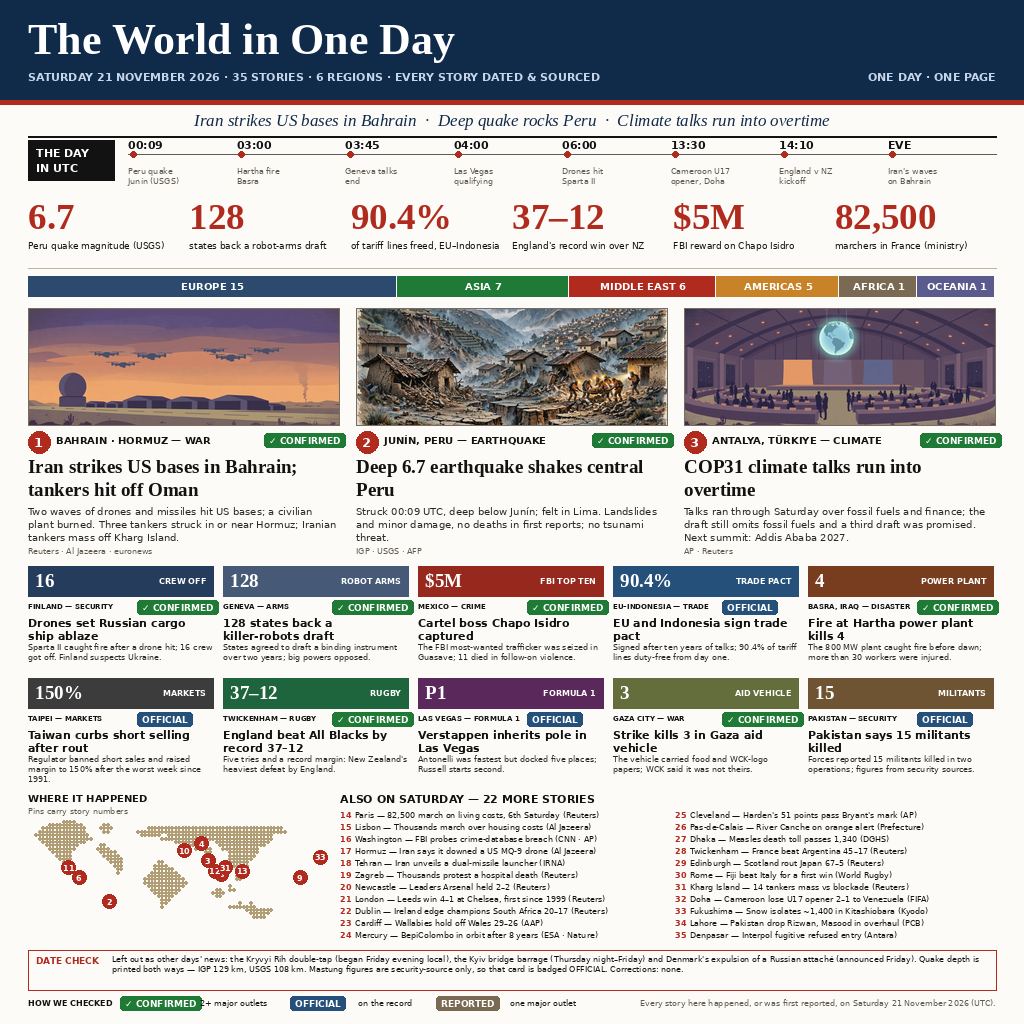 The World in One Day
SATURDAY 21 NOVEMBER 2026 · 35 STORIES · 6 REGIONS · EVERY STORY DATED & SOURCED
ONE DAY · ONE PAGE
Iran strikes US bases in Bahrain · Deep quake rocks Peru · Climate talks run into overtime
THE DAY
IN UTC
00:09
Peru quake
Junín (USGS)
03:00
Hartha fire
Basra
03:45
Geneva talks
end
04:00
Las Vegas
qualifying
06:00
Drones hit
Sparta II
13:30
Cameroon U17
opener, Doha
14:10
England v NZ
kickoff
EVE
Iran's waves
on Bahrain
6.7
Peru quake magnitude (USGS)
128
states back a robot-arms draft
90.4%
of tariff lines freed, EU–Indonesia
37–12
England's record win over NZ
$5M
FBI reward on Chapo Isidro
82,500
marchers in France (ministry)
EUROPE 15
ASIA 7
MIDDLE EAST 6
AMERICAS 5
AFRICA 1
OCEANIA 1
1 BAHRAIN · HORMUZ — WAR ✓ CONFIRMED
Iran strikes US bases in Bahrain;
tankers hit off Oman
Two waves of drones and missiles hit US bases; a civilian
plant burned. Three tankers struck in or near Hormuz; Iranian
tankers mass off Kharg Island.
Reuters · Al Jazeera · euronews
2 JUNÍN, PERU — EARTHQUAKE ✓ CONFIRMED
Deep 6.7 earthquake shakes central
Peru
Struck 00:09 UTC, deep below Junín; felt in Lima. Landslides
and minor damage, no deaths in first reports; no tsunami
threat.
IGP · USGS · AFP
3 ANTALYA, TÜRKIYE — CLIMATE ✓ CONFIRMED
COP31 climate talks run into
overtime
Talks ran through Saturday over fossil fuels and finance; the
draft still omits fossil fuels and a third draft was promised.
Next summit: Addis Ababa 2027.
AP · Reuters
16 CREW OFF
FINLAND — SECURITY ✓ CONFIRMED
Drones set Russian cargo
ship ablaze
Sparta II caught fire after a drone hit; 16 crew
got off. Finland suspects Ukraine.
128 ROBOT ARMS
GENEVA — ARMS ✓ CONFIRMED
128 states back a
killer-robots draft
States agreed to draft a binding instrument
over two years; big powers opposed.
$5M FBI TOP TEN
MEXICO — CRIME ✓ CONFIRMED
Cartel boss Chapo Isidro
captured
The FBI most-wanted trafficker was seized in
Guasave; 11 died in follow-on violence.
90.4% TRADE PACT
EU-INDONESIA — TRADE OFFICIAL
EU and Indonesia sign trade
pact
Signed after ten years of talks; 90.4% of tariff
lines duty-free from day one.
4 POWER PLANT
BASRA, IRAQ — DISASTER ✓ CONFIRMED
Fire at Hartha power plant
kills 4
The 800 MW plant caught fire before dawn;
more than 30 workers were injured.
150% MARKETS
TAIPEI — MARKETS OFFICIAL
Taiwan curbs short selling
after rout
Regulator banned short sales and raised
margin to 150% after the worst week since
1991.
37–12 RUGBY
TWICKENHAM — RUGBY ✓ CONFIRMED
England beat All Blacks by
record 37–12
Five tries and a record margin: New Zealand's
heaviest defeat by England.
P1 FORMULA 1
LAS VEGAS — FORMULA 1 OFFICIAL
Verstappen inherits pole in
Las Vegas
Antonelli was fastest but docked five places;
Russell starts second.
3 AID VEHICLE
GAZA CITY — WAR ✓ CONFIRMED
Strike kills 3 in Gaza aid
vehicle
The vehicle carried food and WCK-logo
papers; WCK said it was not theirs.
15 MILITANTS
PAKISTAN — SECURITY OFFICIAL
Pakistan says 15 militants
killed
Forces reported 15 militants killed in two
operations; figures from security sources.
WHERE IT HAPPENED
Pins carry story numbers
11
6
2
10
4
3
12
31
13
9
33
ALSO ON SATURDAY — 22 MORE STORIES
14 Paris — 82,500 march on living costs, 6th Saturday (Reuters)
15 Lisbon — Thousands march over housing costs (Al Jazeera)
16 Washington — FBI probes crime-database breach (CNN · AP)
17 Hormuz — Iran says it downed a US MQ-9 drone (Al Jazeera)
18 Tehran — Iran unveils a dual-missile launcher (IRNA)
19 Zagreb — Thousands protest a hospital death (Reuters)
20 Newcastle — Leaders Arsenal held 2–2 (Reuters)
21 London — Leeds win 4–1 at Chelsea, first since 1999 (Reuters)
22 Dublin — Ireland edge champions South Africa 20–17 (Reuters)
23 Cardiff — Wallabies hold off Wales 29–26 (AAP)
24 Mercury — BepiColombo in orbit after 8 years (ESA · Nature)
25 Cleveland — Harden's 51 points pass Bryant's mark (AP)
26 Pas-de-Calais — River Canche on orange alert (Prefecture)
27 Dhaka — Measles death toll passes 1,340 (DGHS)
28 Twickenham — France beat Argentina 45–17 (Reuters)
29 Edinburgh — Scotland rout Japan 67–5 (Reuters)
30 Rome — Fiji beat Italy for a first win (World Rugby)
31 Kharg Island — 14 tankers mass vs blockade (Reuters)
32 Doha — Cameroon lose U17 opener 2–1 to Venezuela (FIFA)
33 Fukushima — Snow isolates ~1,400 in Kitashiobara (Kyodo)
34 Lahore — Pakistan drop Rizwan, Masood in overhaul (PCB)
35 Denpasar — Interpol fugitive refused entry (Antara)
DATE CHECK
Left out as other days' news: the Kryvyi Rih double-tap (began Friday evening local), the Kyiv bridge barrage (Thursday night–Friday) and Denmark's expulsion of a Russian attaché (announced Friday). Quake depth is
printed both ways — IGP 129 km, USGS 108 km. Mastung figures are security-source only, so that card is badged OFFICIAL. Corrections: none.
HOW WE CHECKED ✓ CONFIRMED 2+ major outlets OFFICIAL on the record REPORTED one major outlet
Every story here happened, or was first reported, on Saturday 21 November 2026 (UTC).